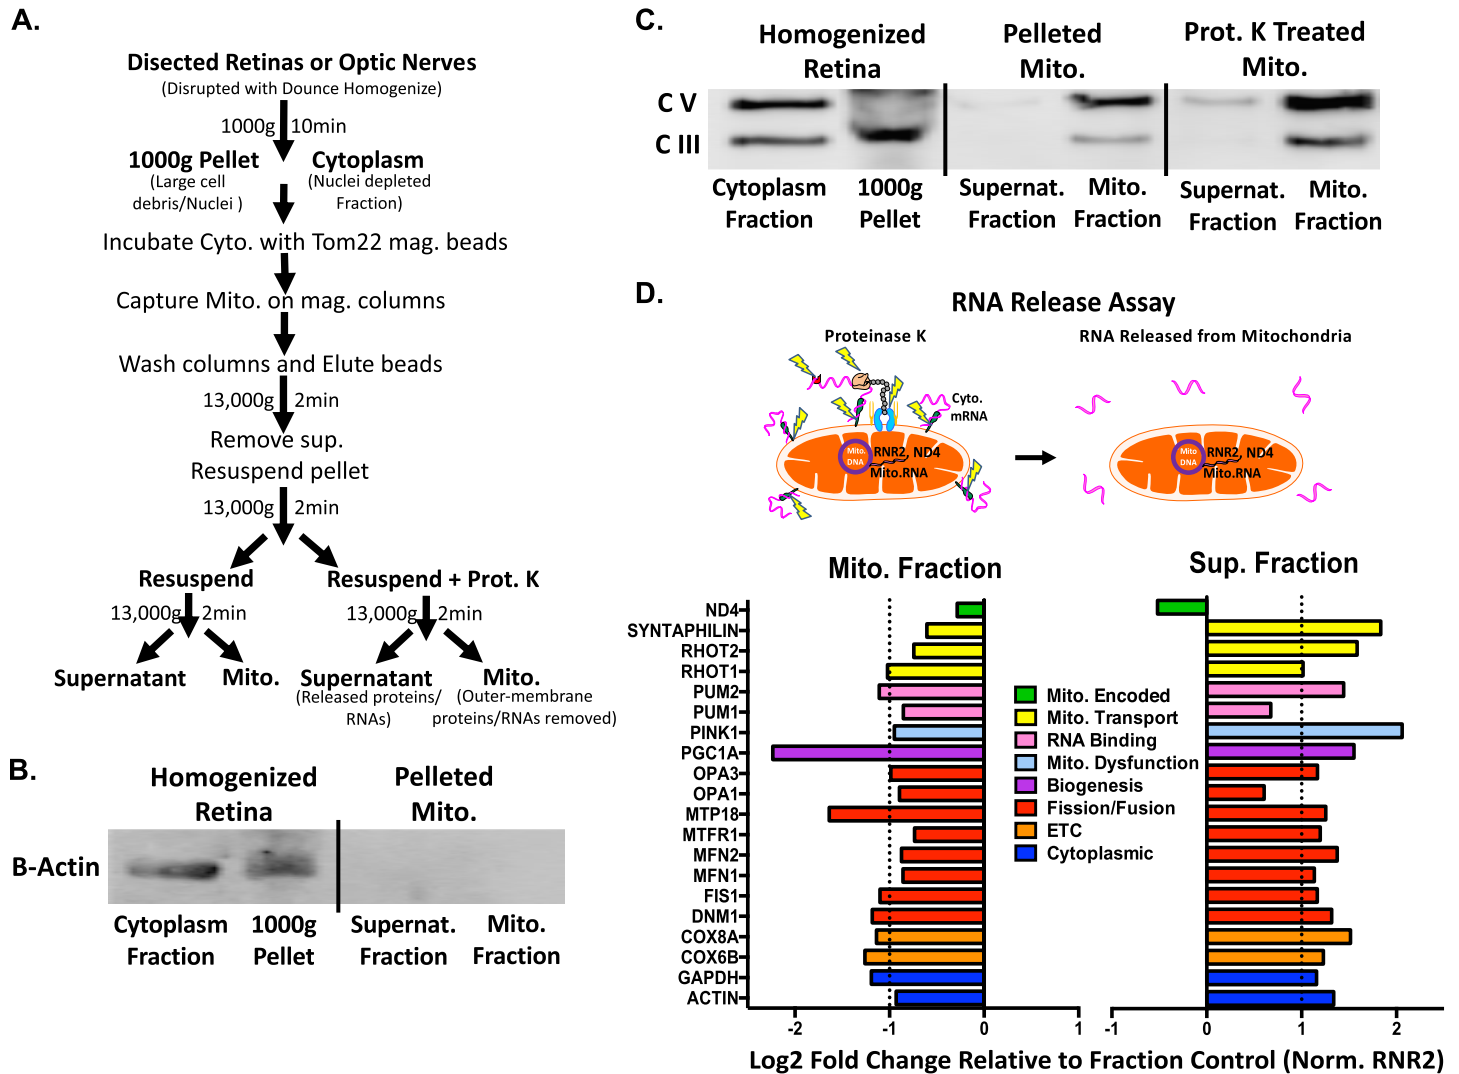 A.
Disected Retinas or Optic Nerves
(Disrupted with Dounce Homogenize)
1000g 10min
1000g Pellet
(Large cell
debris/Nuclei )
Cytoplasm
(Nuclei depleted
Fraction)
Incubate Cyto. with Tom22 mag. beads
Capture Mito. on mag. columns
Wash columns and Elute beads
13,000g 2min
Remove sup.
Resuspend pellet
13,000g 2min
Resuspend
13,000g 2min
Supernatant
Mito.
Resuspend + Prot. K
13,000g 2min
Supernatant
(Released proteins/
RNAs)
Mito.
(Outer-membrane
proteins/RNAs removed)
B.
Homogenized
Retina
Pelleted
Mito.
B-Actin
Cytoplasm
Fraction
1000g
Pellet
Supernat.
Fraction
Mito.
Fraction
C.
Homogenized
Retina
Pelleted
Mito.
Prot. K Treated
Mito.
C V
C III
Cytoplasm
Fraction
1000g
Pellet
Supernat.
Fraction
Mito.
Fraction
Supernat.
Fraction
Mito.
Fraction
D.
RNA Release Assay
Proteinase K
Cyto.
mRNA
Mito.
DNA
RNR2, ND4
Mito.RNA
RNA Released from Mitochondria
Mito
DNA
RNR2, ND4
Mito.RNA
Mito. Fraction
Sup. Fraction
ND4
SYNTAPHILIN
RHOT2
RHOT1
PUM2
PUM1
PINK1
PGC1A
OPA3
OPA1
MTP18
MTFR1
MFN2
MFN1
FIS1
DNM1
COX8A
COX6B
GAPDH
ACTIN
Mito. Encoded
Mito. Transport
RNA Binding
Mito. Dysfunction
Biogenesis
Fission/Fusion
ETC
Cytoplasmic
-2 -1 0 1
-1 0 1 2
Log2 Fold Change Relative to Fraction Control (Norm. RNR2)